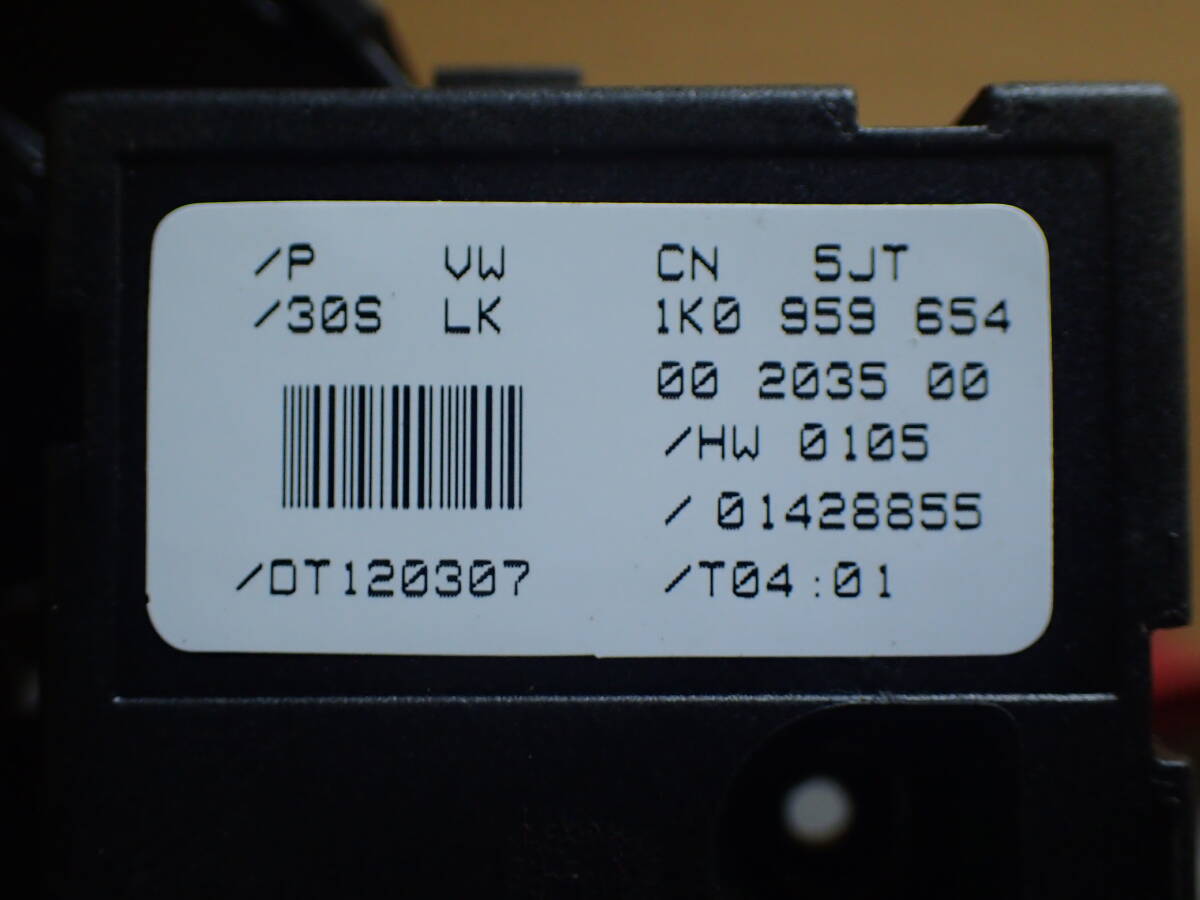 /P VW CN 5JT
/30S LK 1K0 959 654
00 2035 00
/HW 0105
/ 01428855
/DT120307 /T04:01